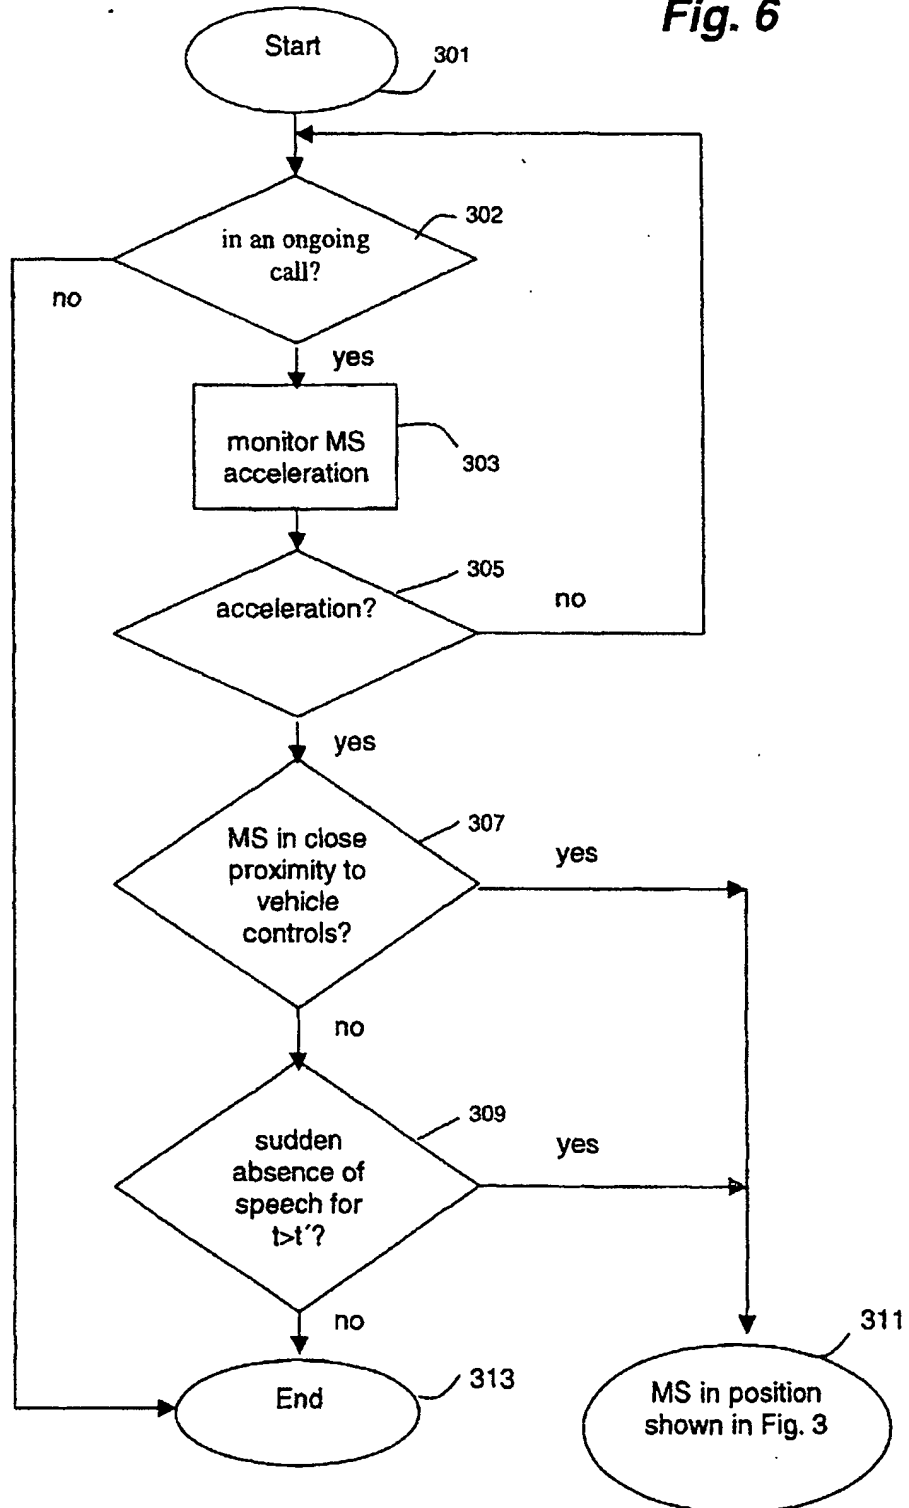 Fig. 6
Start
301
302
in an ongoing
call?
no
yes
monitor MS
acceleration
303
305
acceleration?
no
yes
307
MS in close
proximity to
vehicle
controls?
yes
no
309
sudden
absence of
speech for
t>t´?
yes
no
311
End
313
MS in position
shown in Fig. 3